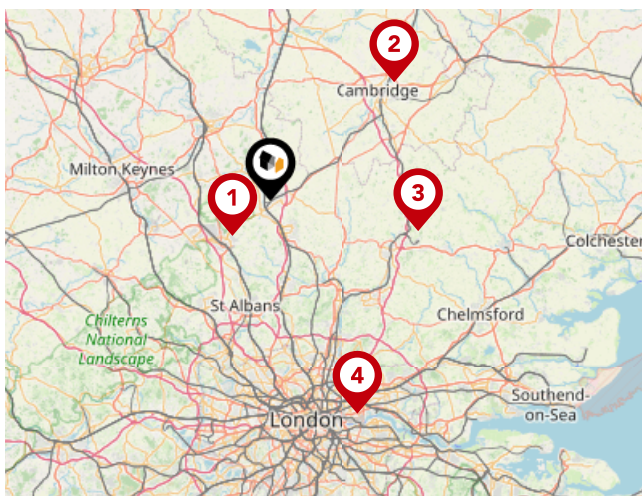 2
Cambridge
Milton Keynes
1
3
Colchester
St Albans
Chelmsford
Chilterns
National
Landscape
4
London
Southend-
on-Sea